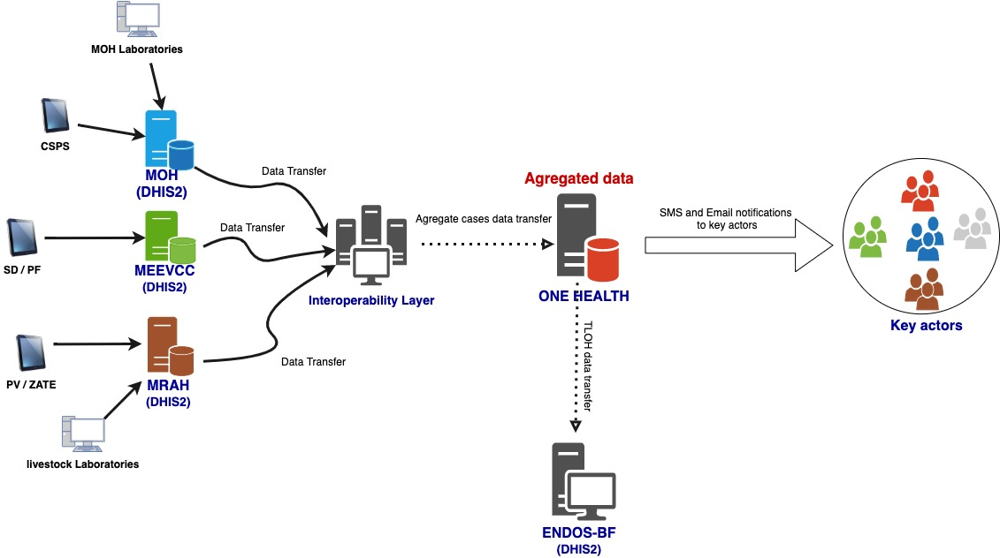 MOH Laboratories
CSPS
MOH
(DHIS2)
Data Transfer
SD / PF
MEEVCC
(DHIS2)
Data Transfer
PV / ZATE
MRAH
(DHIS2)
Data Transfer
livestock Laboratories
Interoperability Layer
Agregate cases data transfer
Agregated data
ONE HEALTH
TLOH data transfer
ENDOS-BF
(DHIS2)
SMS and Email notifications
to key actors
Key actors